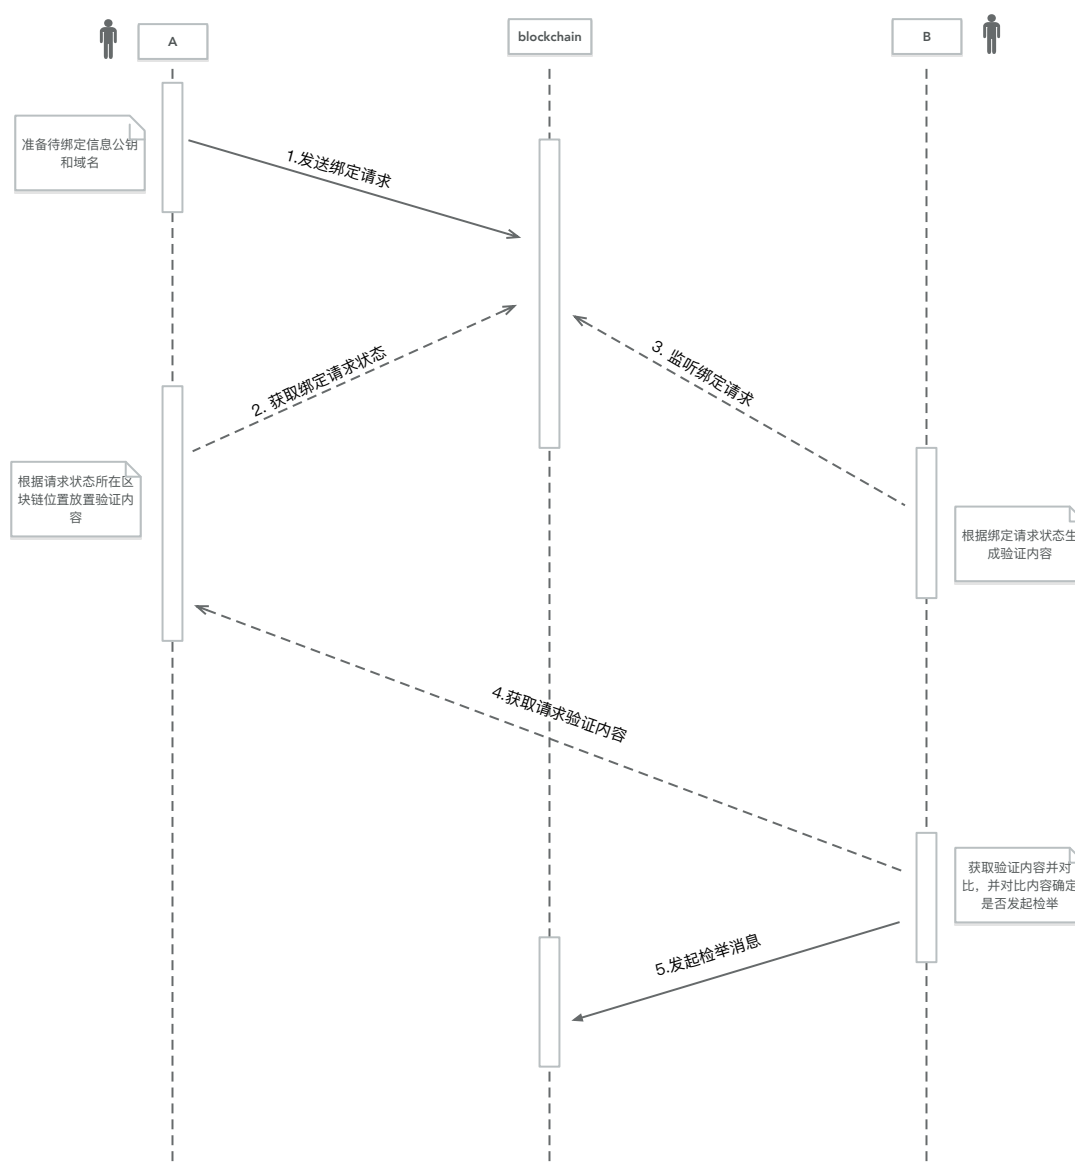 A
blockchain
B
准备待绑定信息公钥
和域名
1.发送绑定请求
2. 获取绑定请求状态
3. 监听绑定请求
根据请求状态所在区
块链位置放置验证内
容
根据绑定请求状态生
成验证内容
4.获取请求验证内容
获取验证内容并对
比，并对比内容确定
是否发起检举
5.发起检举消息